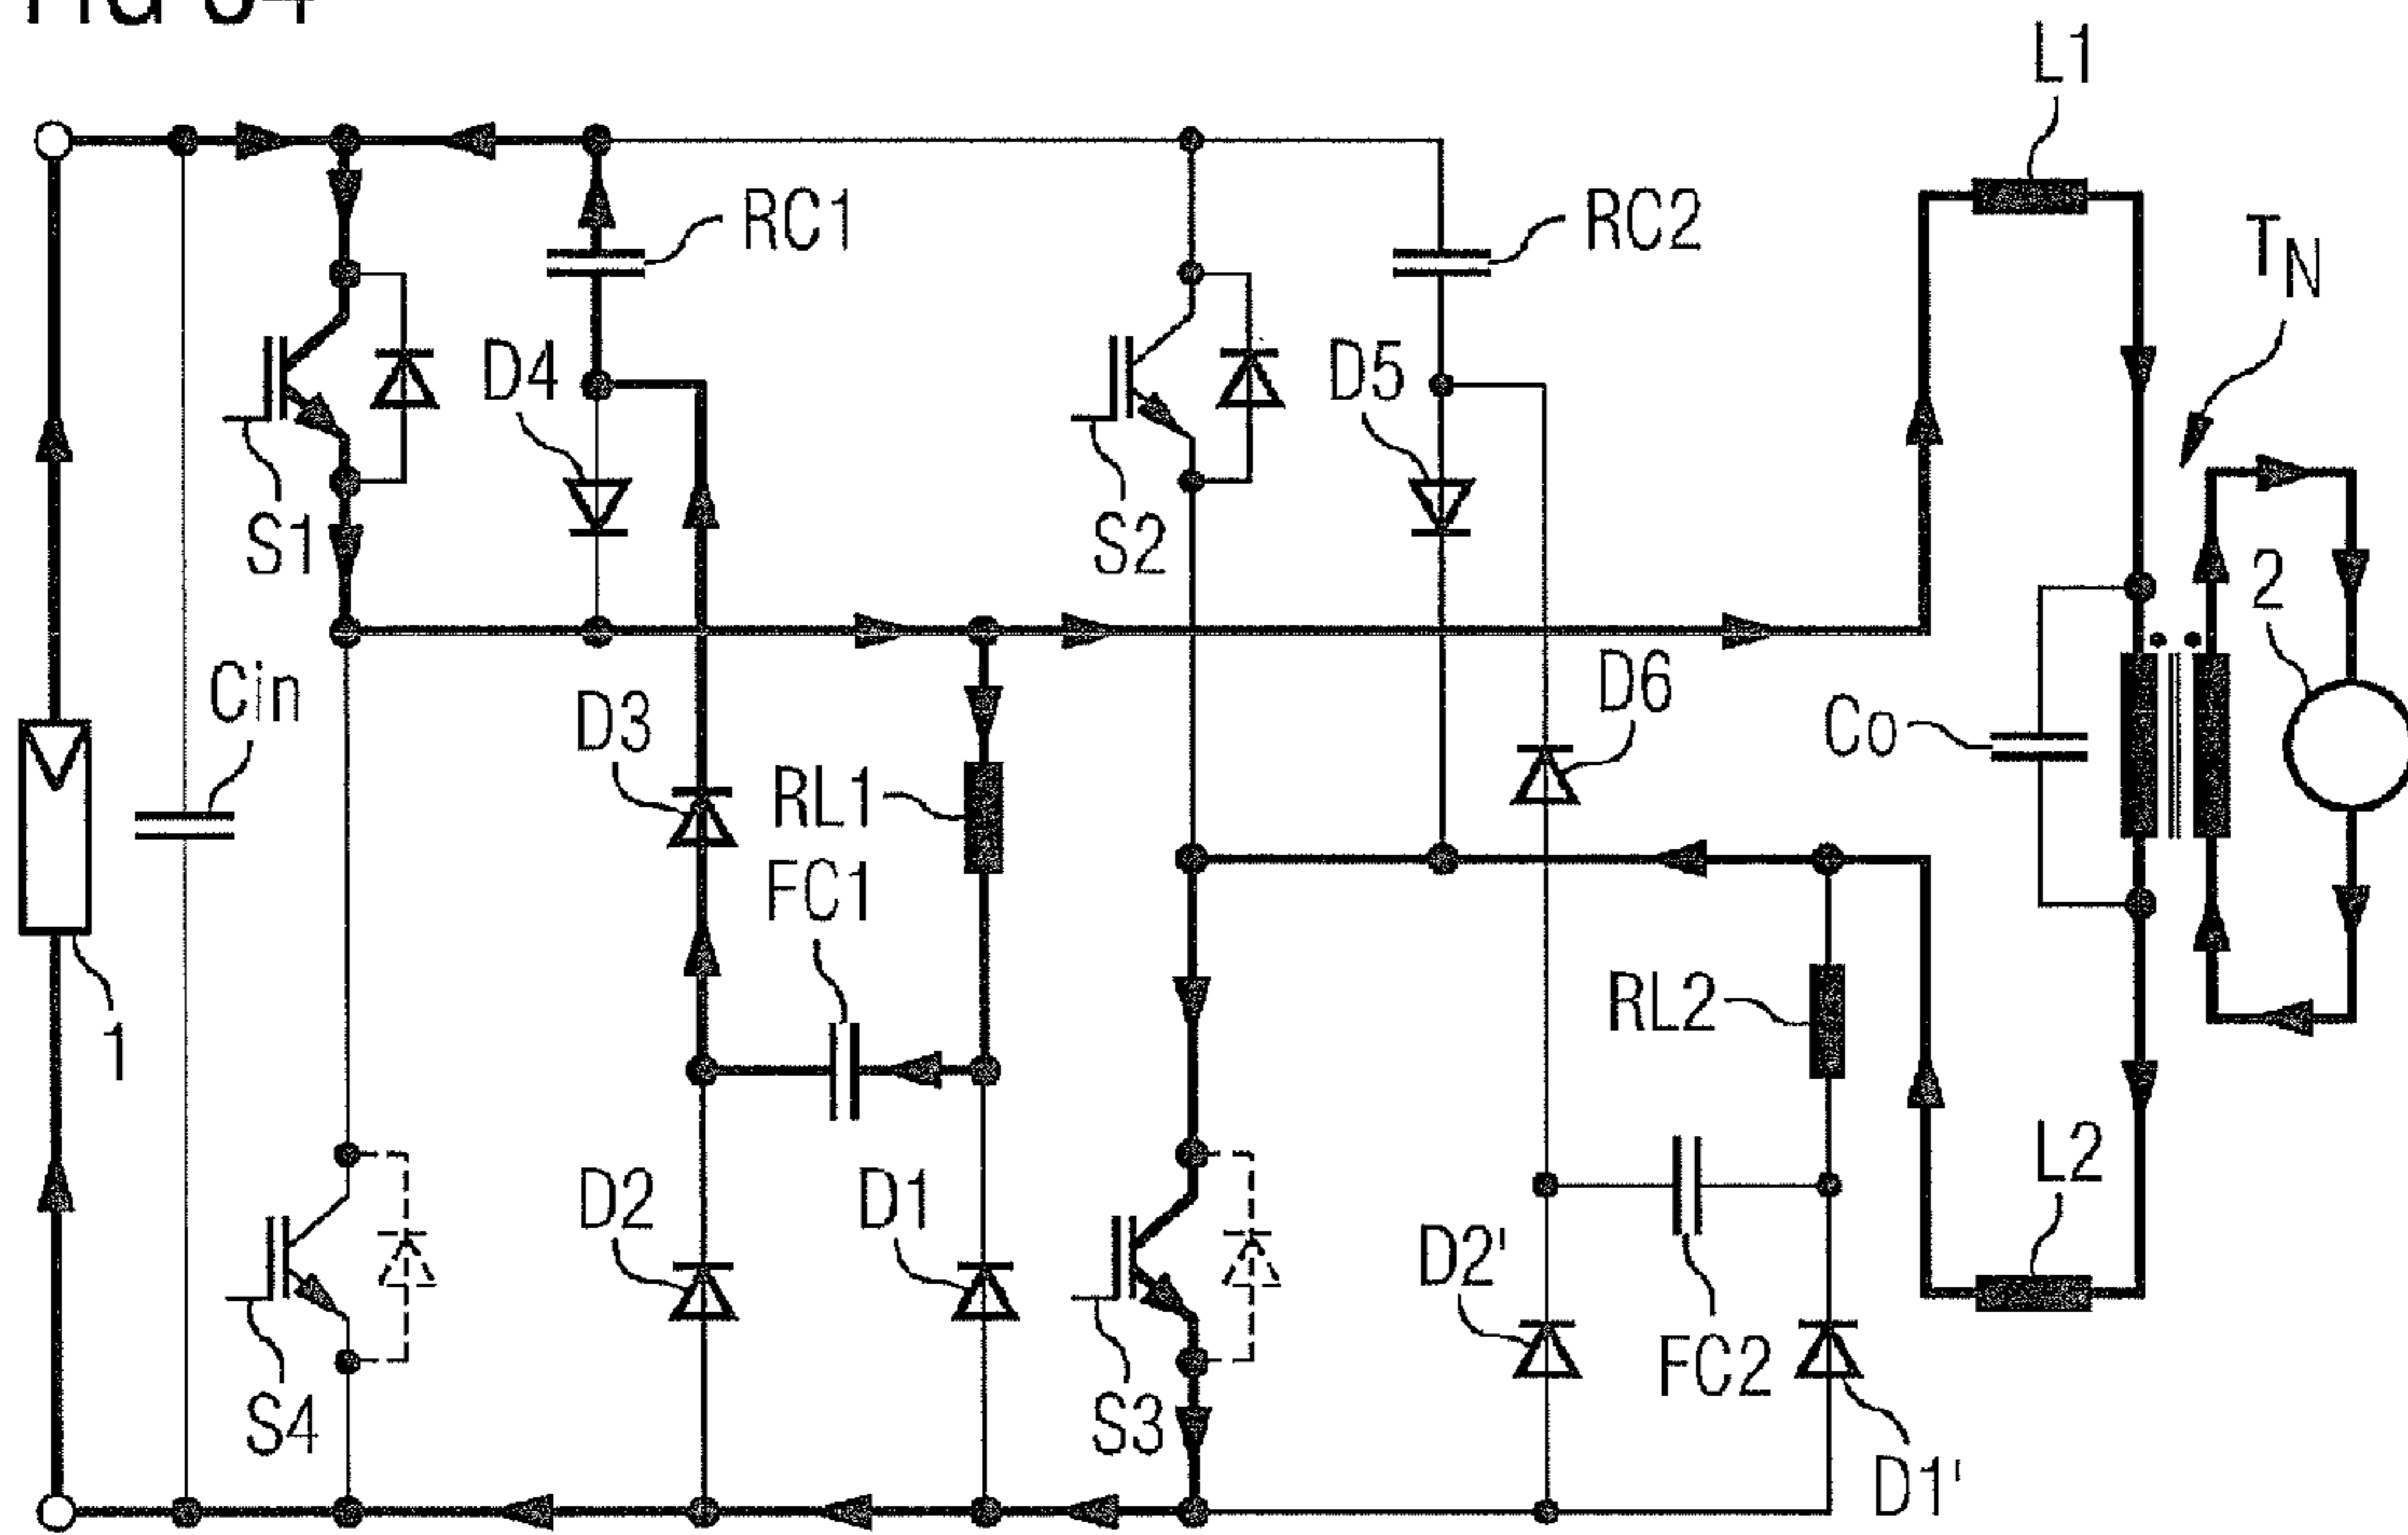 L1
RC1
RC2
TN
D4
D5
S1
S2
2
Cin
D3
D6
Co
RL1
FC1
1
RL2
D2
D1
D2'
L2
FC2
S4
S3
D1'